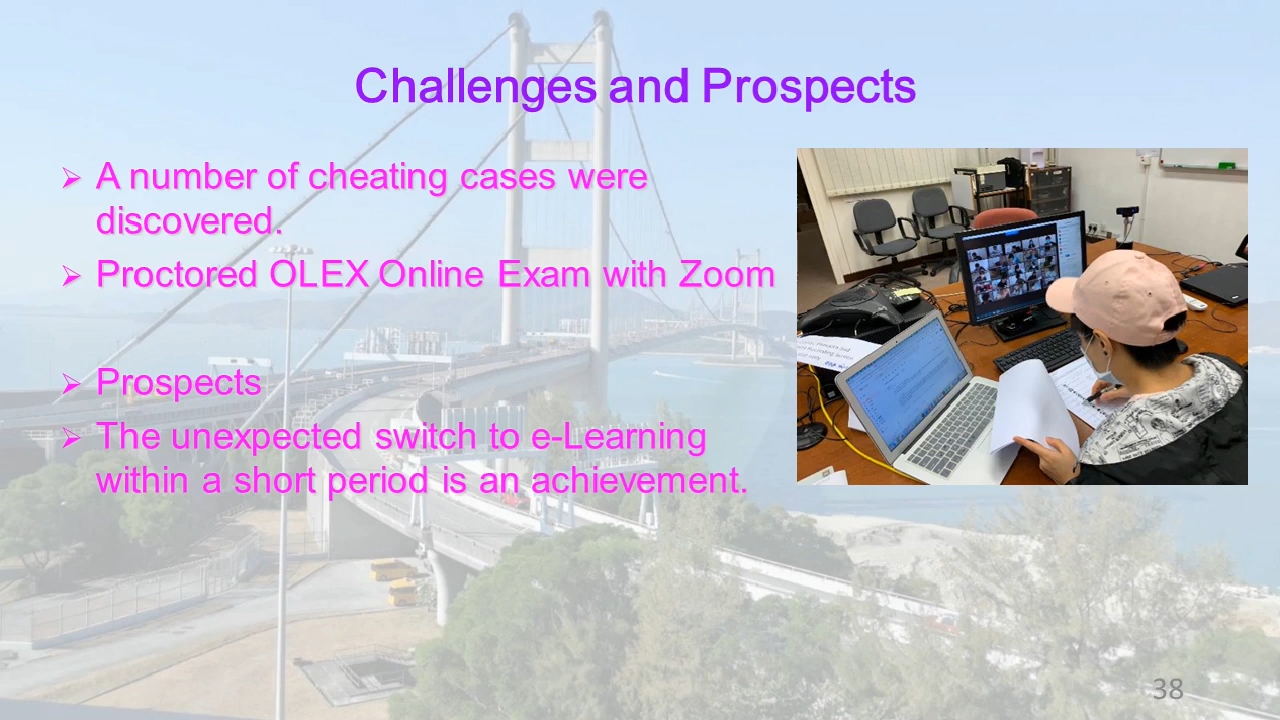 Challenges and Prospects
A number of cheating cases were
discovered.
Proctored OLEX Online Exam with Zoom
Prospects
The unexpected switch to e-Learning
within a short period is an achievement.
38